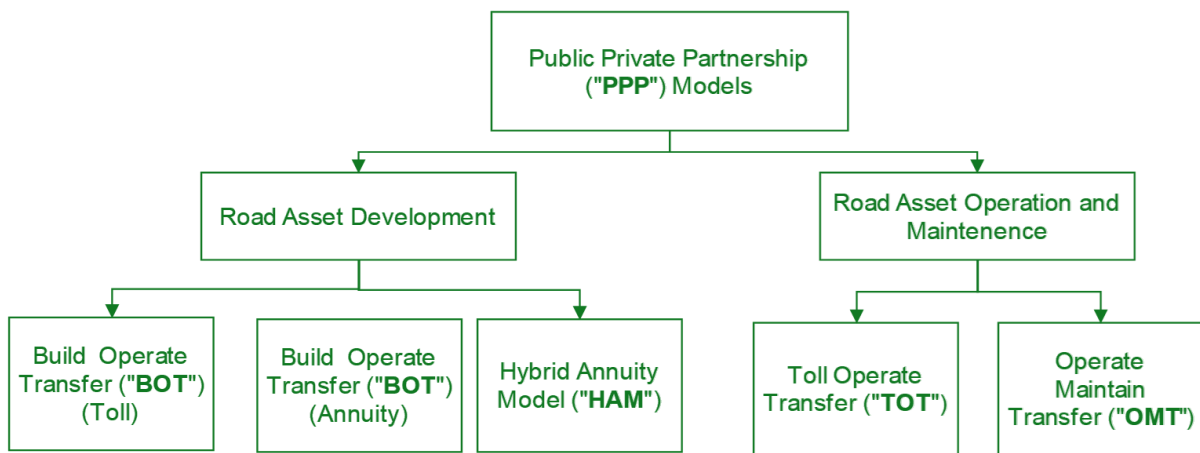 Public Private Partnership
("PPP") Models
Road Asset Development
Road Asset Operation and
Maintenence
Build Operate
Transfer ("BOT")
(Toll)
Build Operate
Transfer ("BOT")
(Annuity)
Hybrid Annuity
Model ("HAM")
Toll Operate
Transfer ("TOT")
Operate
Maintain
Transfer ("OMT")